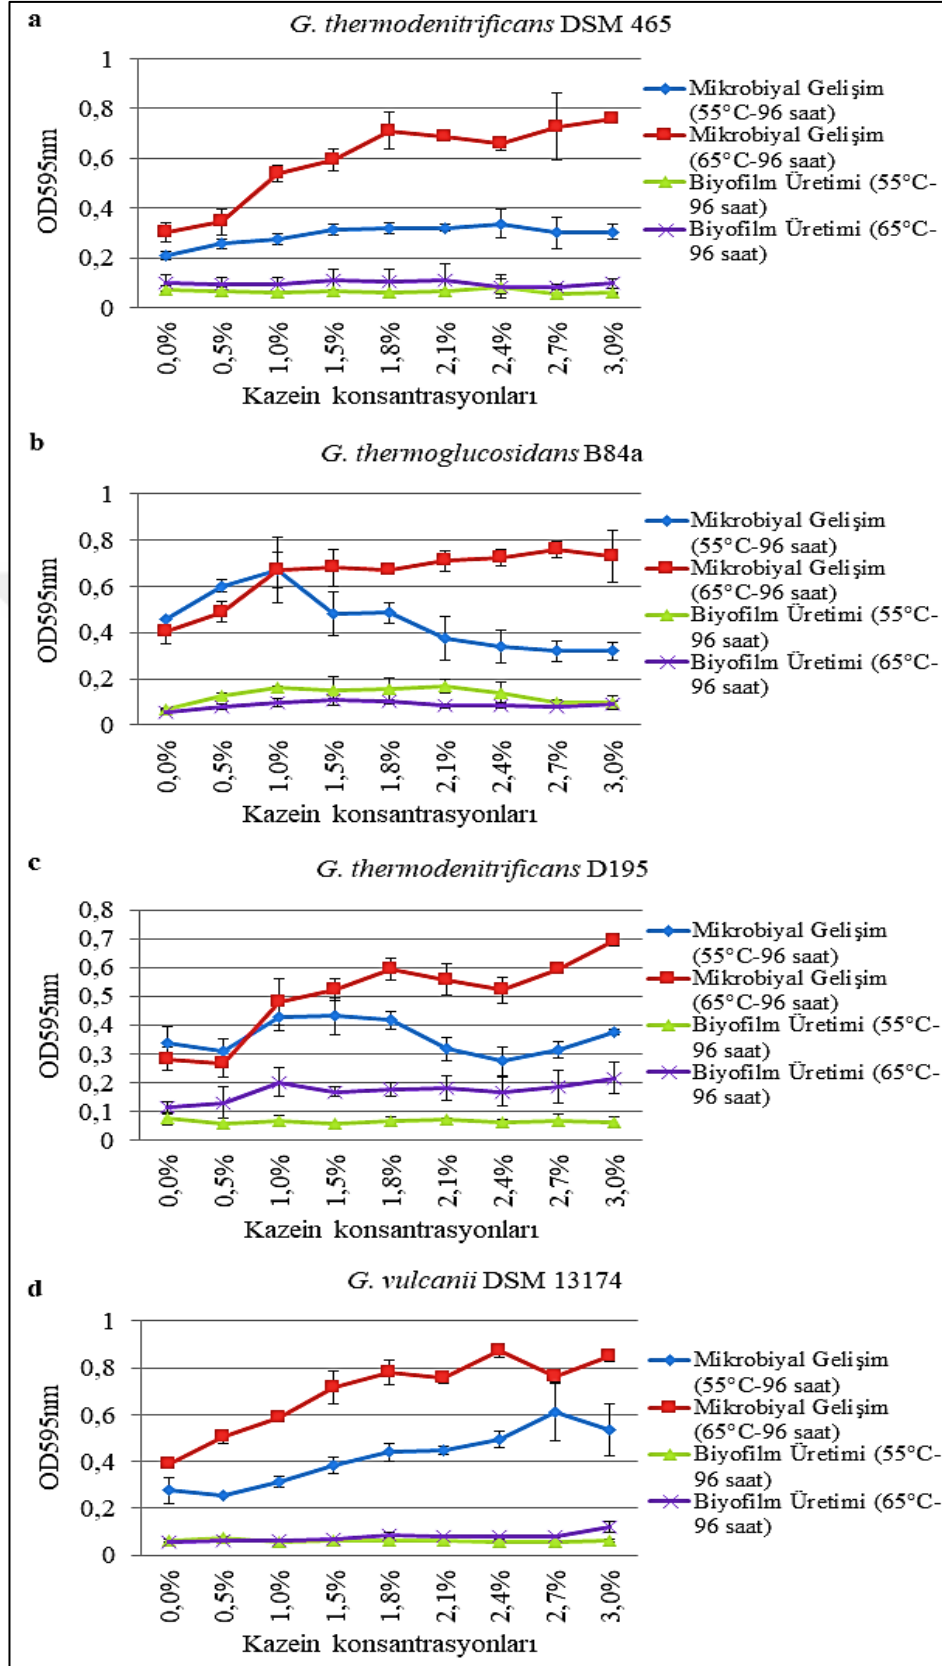 a
G. thermodenitrificans DSM 465
1
0,8
0,6
0,4
0,2
0
OD595nm
0,0%
0,5%
1,0%
1,5%
1,8%
2,1%
2,4%
2,7%
3,0%
Kazein konsantrasyonları
Mikrobiyal Gelişim
(55°C-96 saat)
Mikrobiyal Gelişim
(65°C-96 saat)
Biyofilm Üretimi (55°C-
96 saat)
Biyofilm Üretimi (65°C-
96 saat)
b
G. thermoglucosidans B84a
1
0,8
0,6
0,4
0,2
0
OD595nm
0,0%
0,5%
1,0%
1,5%
1,8%
2,1%
2,4%
2,7%
3,0%
Kazein konsantrasyonları
Mikrobiyal Gelişim
(55°C-96 saat)
Mikrobiyal Gelişim
(65°C-96 saat)
Biyofilm Üretimi (55°C-
96 saat)
Biyofilm Üretimi (65°C-
96 saat)
c
G. thermodenitrificans D195
0,8
0,7
0,6
0,5
0,4
0,3
0,2
0,1
0
OD595nm
0,0%
0,5%
1,0%
1,5%
1,8%
2,1%
2,4%
2,7%
3,0%
Kazein konsantrasyonları
Mikrobiyal Gelişim
(55°C-96 saat)
Mikrobiyal Gelişim
(65°C-96 saat)
Biyofilm Üretimi (55°C-
96 saat)
Biyofilm Üretimi (65°C-
96 saat)
d
G. vulcanii DSM 13174
1
0,8
0,6
0,4
0,2
0
OD595nm
0,0%
0,5%
1,0%
1,5%
1,8%
2,1%
2,4%
2,7%
3,0%
Kazein konsantrasyonları
Mikrobiyal Gelişim
(55°C-96 saat)
Mikrobiyal Gelişim
(65°C-96 saat)
Biyofilm Üretimi (55°C-
96 saat)
Biyofilm Üretimi (65°C-
96 saat)